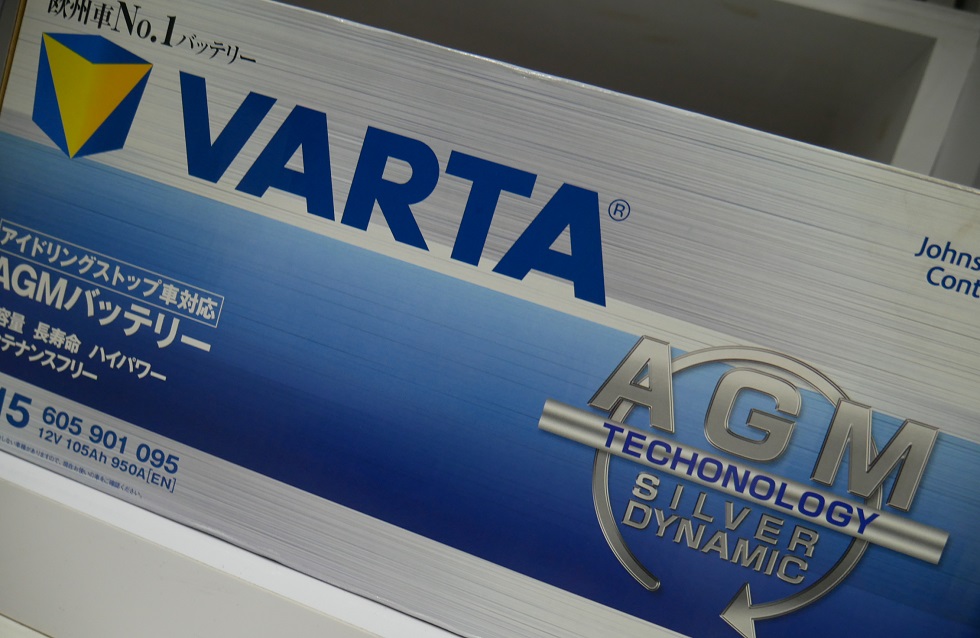 欧州車No.1バッテリー
VARTA®
Johns
Cont
アイドリングストップ車対応
AGMバッテリー
容量 長寿命 ハイパワー
テナンスフリー
15 605 901 095
12V 105Ah 950A[EN]
AGM
TECHONOLOGY
SILVER
DYNAMIC